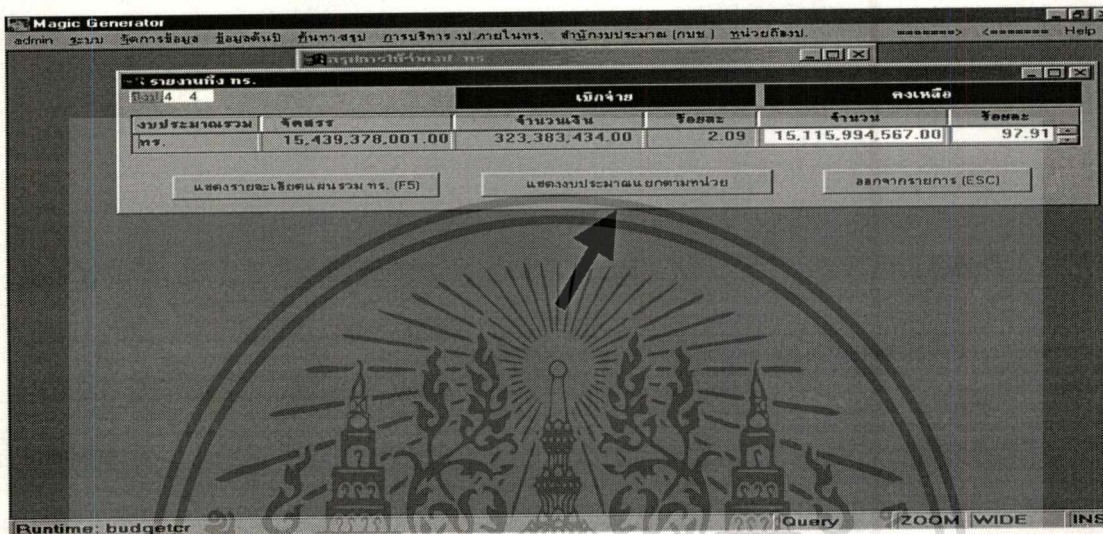 Magic Generator
admin ระบบ จัดการข้อมูล ข้อมูลต้นปี ค้นหา-สรุป การบริหาร งป.ภายในทร. สำนักงบประมาณ (กบช.) หน่วยถืองป. =======> <======= Help
รายงานทั้ง ทร.
4 4
เบิกจ่าย คงเหลือ
งบประมาณรวม จัดสรร จำนวนเงิน ร้อยละ จำนวน ร้อยละ
ทร. 15,439,378,001.00 323,383,434.00 2.09 15,115,994,567.00 97.91
แสดงรายละเอียดแผนรวม ทร. (F5) แสดงงบประมาณแยกตามหน่วย ออกจากรายการ (ESC)
Runtime: budgetcr Query ZOOM WIDE INS